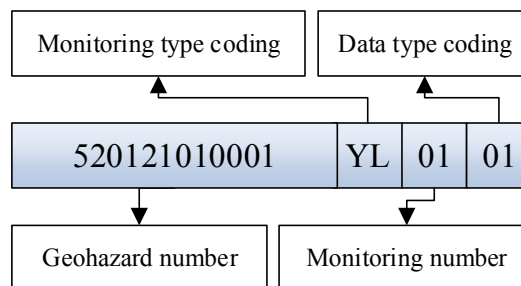 Monitoring type coding
Data type coding
520121010001 YL 01 01
Geohazard number
Monitoring number